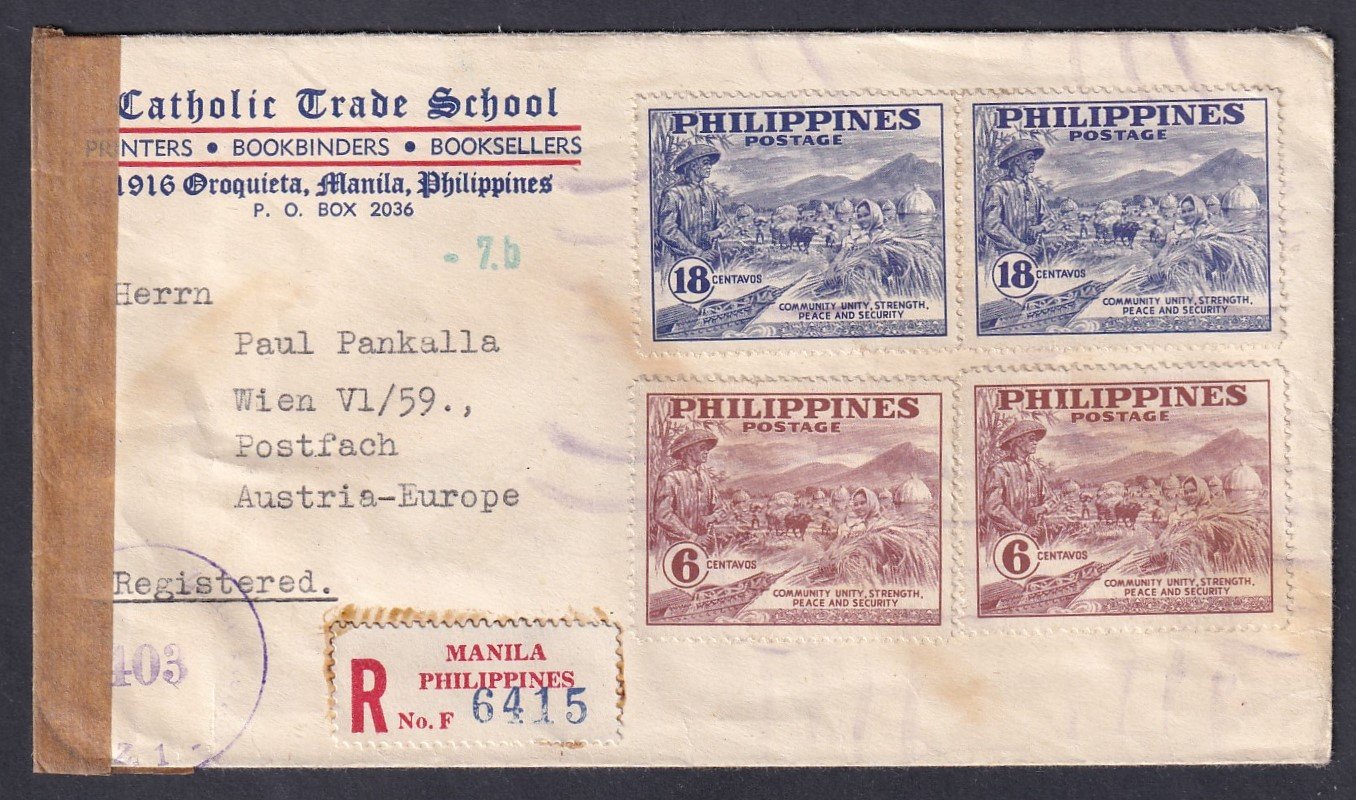 Catholic Trade School
PRINTERS • BOOKBINDERS • BOOKSELLERS
1916 Oroquieta, Manila, Philippines
P. O. BOX 2036
- 7.b
Herrn
Paul Pankalla
Wien V1/59.,
Postfach
Austria-Europe
Registered.
403
MANILA
PHILIPPINES
R No. F 6415
PHILIPPINES
POSTAGE
18 CENTAVOS
COMMUNITY UNITY, STRENGTH,
PEACE AND SECURITY
PHILIPPINES
POSTAGE
18 CENTAVOS
COMMUNITY UNITY, STRENGTH,
PEACE AND SECURITY
PHILIPPINES
POSTAGE
6 CENTAVOS
COMMUNITY UNITY, STRENGTH,
PEACE AND SECURITY
PHILIPPINES
POSTAGE
6 CENTAVOS
COMMUNITY UNITY, STRENGTH,
PEACE AND SECURITY